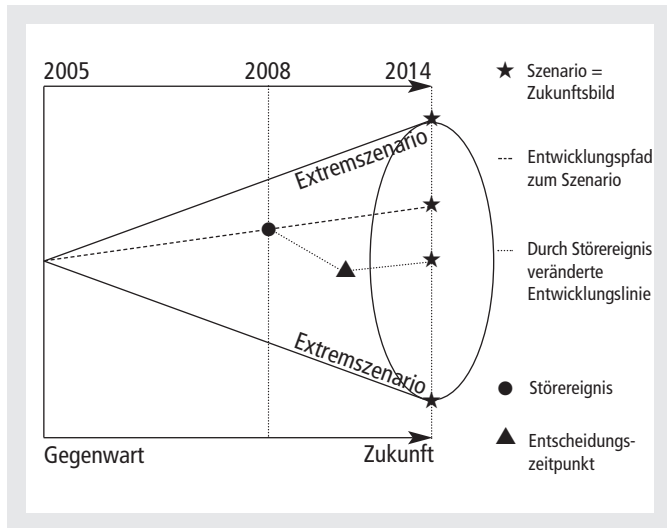 2005 2008 2014
Extremszenario
Extremszenario
Gegenwart Zukunft
Szenario =
Zukunftsbild
Entwicklungspfad
zum Szenario
Durch Störereignis
veränderte
Entwicklungslinie
Störereignis
Entscheidungs-
zeitpunkt